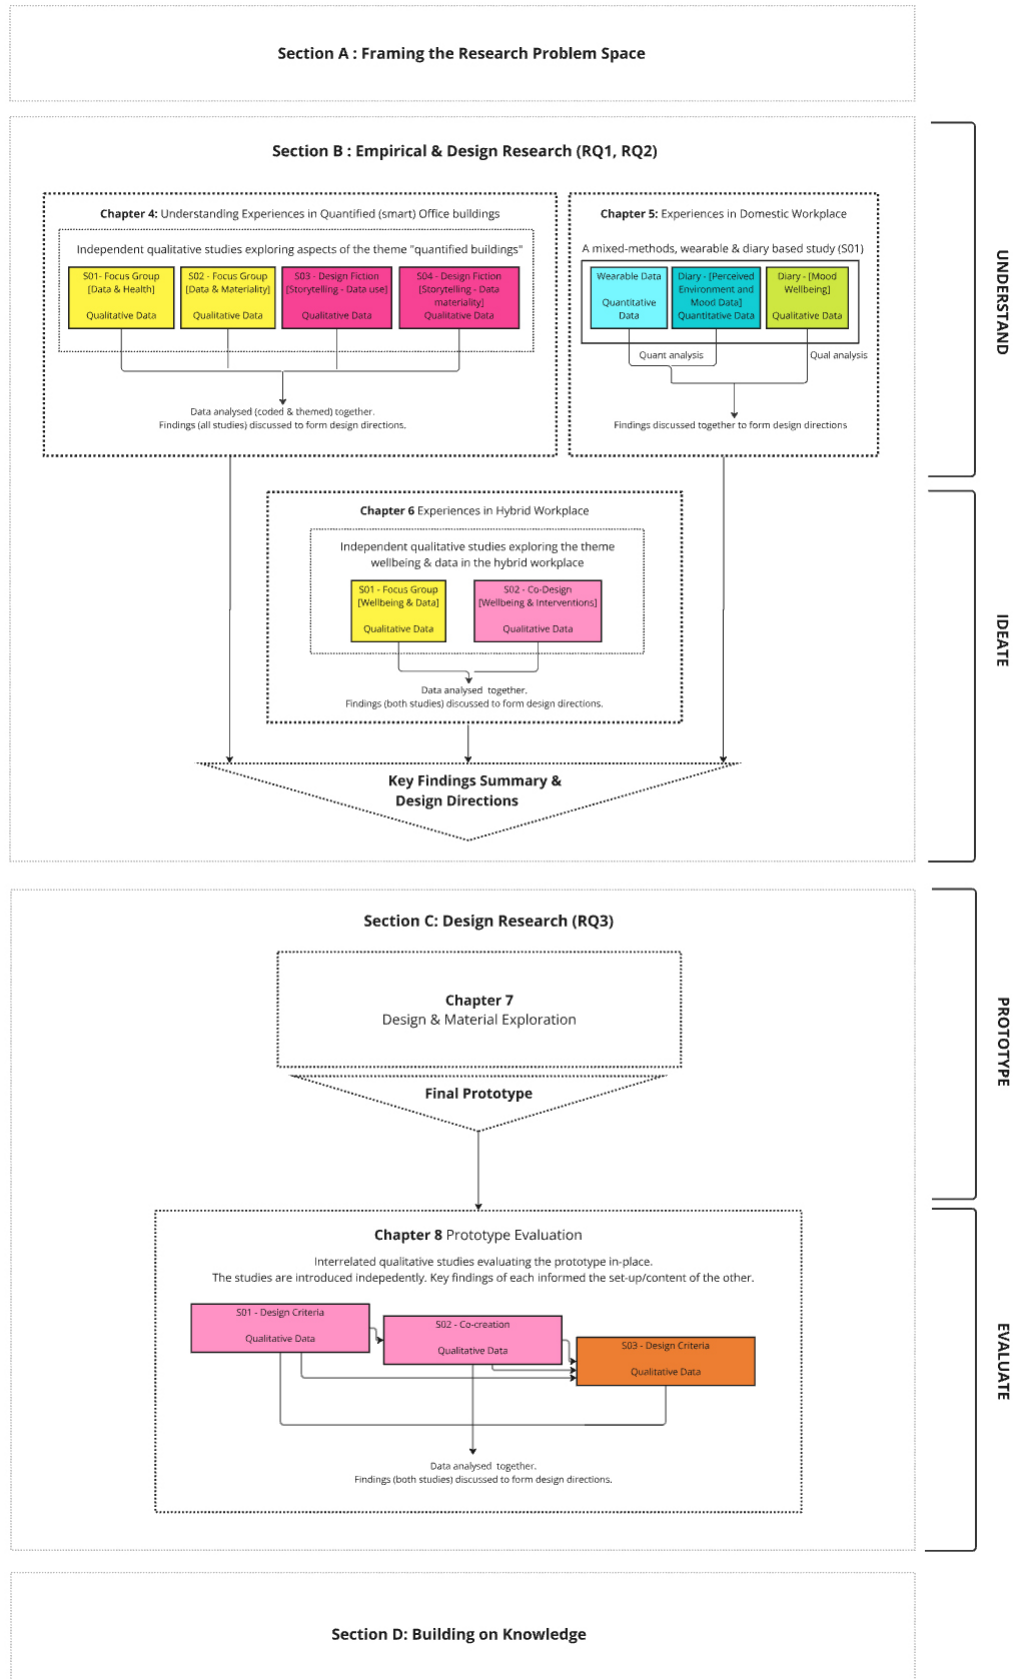 Section A : Framing the Research Problem Space
Section B : Empirical & Design Research (RQ1, RQ2)
UNDERSTAND
Chapter 4: Understanding Experiences in Quantified (smart) Office buildings
Independent qualitative studies exploring aspects of the theme "quantified buildings"
S01- Focus Group
[Data & Health]
Qualitative Data
S02 - Focus Group
[Data & Materiality]
Qualitative Data
S03 - Design Fiction
[Storytelling - Data use]
Qualitative Data
S04 - Design Fiction
[Storytelling - Data
materiality]
Qualitative Data
Data analysed (coded & themed) together.
Findings (all studies) discussed to form design directions.
Chapter 5: Experiences in Domestic Workplace
A mixed-methods, wearable & diary based study (S01)
Wearable Data
Quantitative
Data
Diary - [Perceived
Environment and
Mood Data]
Quantitative Data
Diary - [Mood
Wellbeing]
Qualitative Data
Quant analysis
Qual analysis
Findings discussed together to form design directions
IDEATE
Chapter 6 Experiences in Hybrid Workplace
Independent qualitative studies exploring the theme
wellbeing & data in the hybrid workplace
S01 - Focus Group
[Wellbeing & Data]
Qualitative Data
S02 - Co-Design
[Wellbeing & Interventions]
Qualitative Data
Data analysed together.
Findings (both studies) discussed to form design directions.
Key Findings Summary &
Design Directions
Section C: Design Research (RQ3)
PROTOTYPE
Chapter 7
Design & Material Exploration
Final Prototype
EVALUATE
Chapter 8 Prototype Evaluation
Interrelated qualitative studies evaluating the prototype in-place.
The studies are introduced indepedently. Key findings of each informed the set-up/content of the other.
S01 - Design Criteria
Qualitative Data
S02 - Co-creation
Qualitative Data
S03 - Design Criteria
Qualitative Data
Data analysed together.
Findings (both studies) discussed to form design directions.
Section D: Building on Knowledge